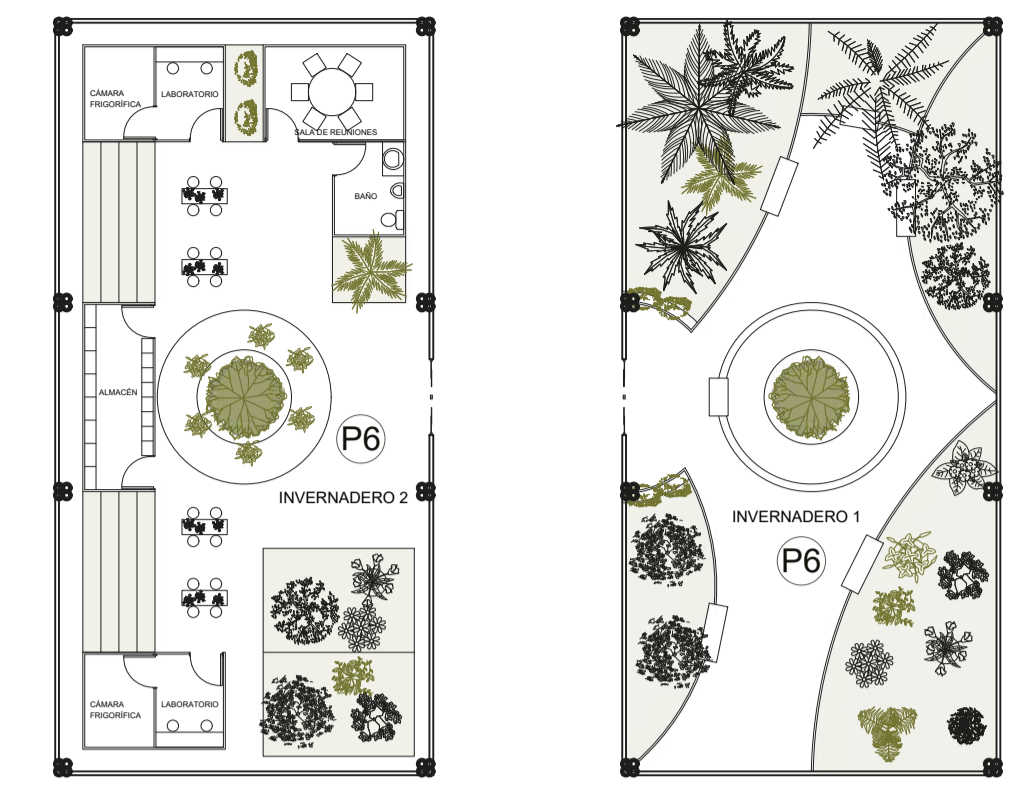 CÁMARA
FRIGORÍFICA
LABORATORIO
SALA DE REUNIONES
BAÑO
ALMACÉN
P6
INVERNADERO 2
CÁMARA
FRIGORÍFICA
LABORATORIO
INVERNADERO 1
P6